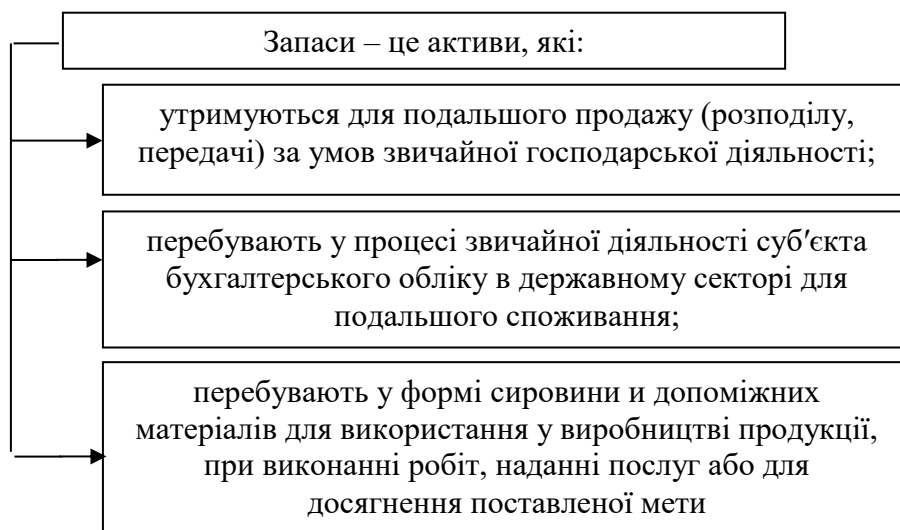 Запаси – це активи, які:
утримуються для подальшого продажу (розподілу,
передачі) за умов звичайної господарської діяльності;
перебувають у процесі звичайної діяльності суб′єкта
бухгалтерського обліку в державному секторі для
подальшого споживання;
перебувають у формі сировини и допоміжних
матеріалів для використання у виробництві продукції,
при виконанні робіт, наданні послуг або для
досягнення поставленої мети